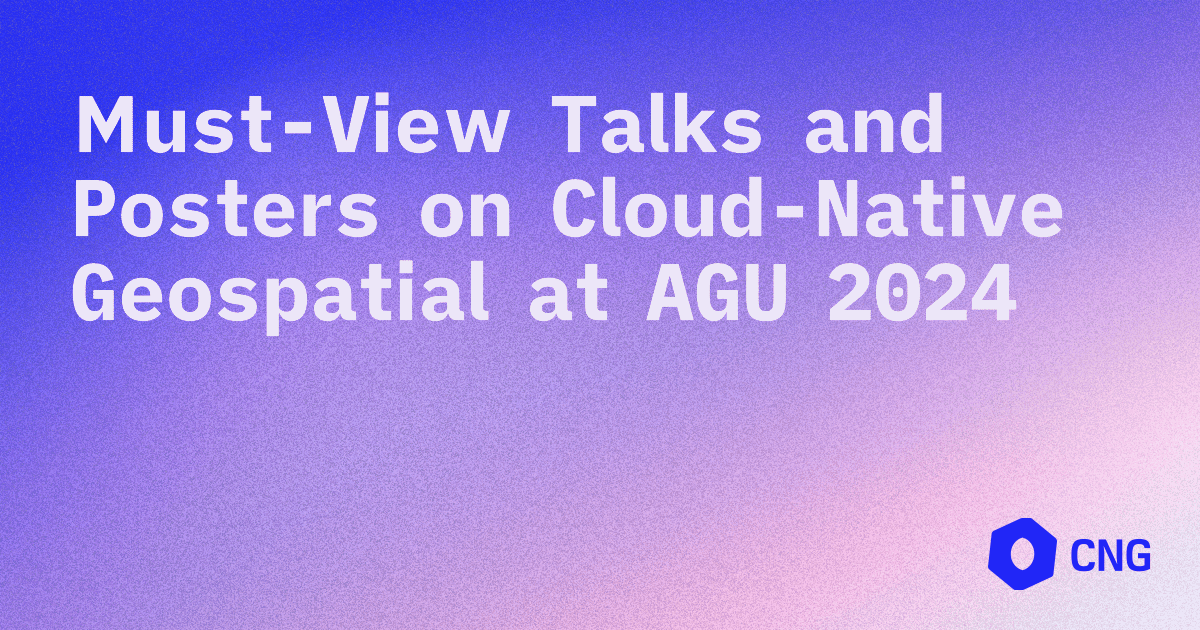 Must-View Talks and
Posters on Cloud-Native
Geospatial at AGU 2024
CNG